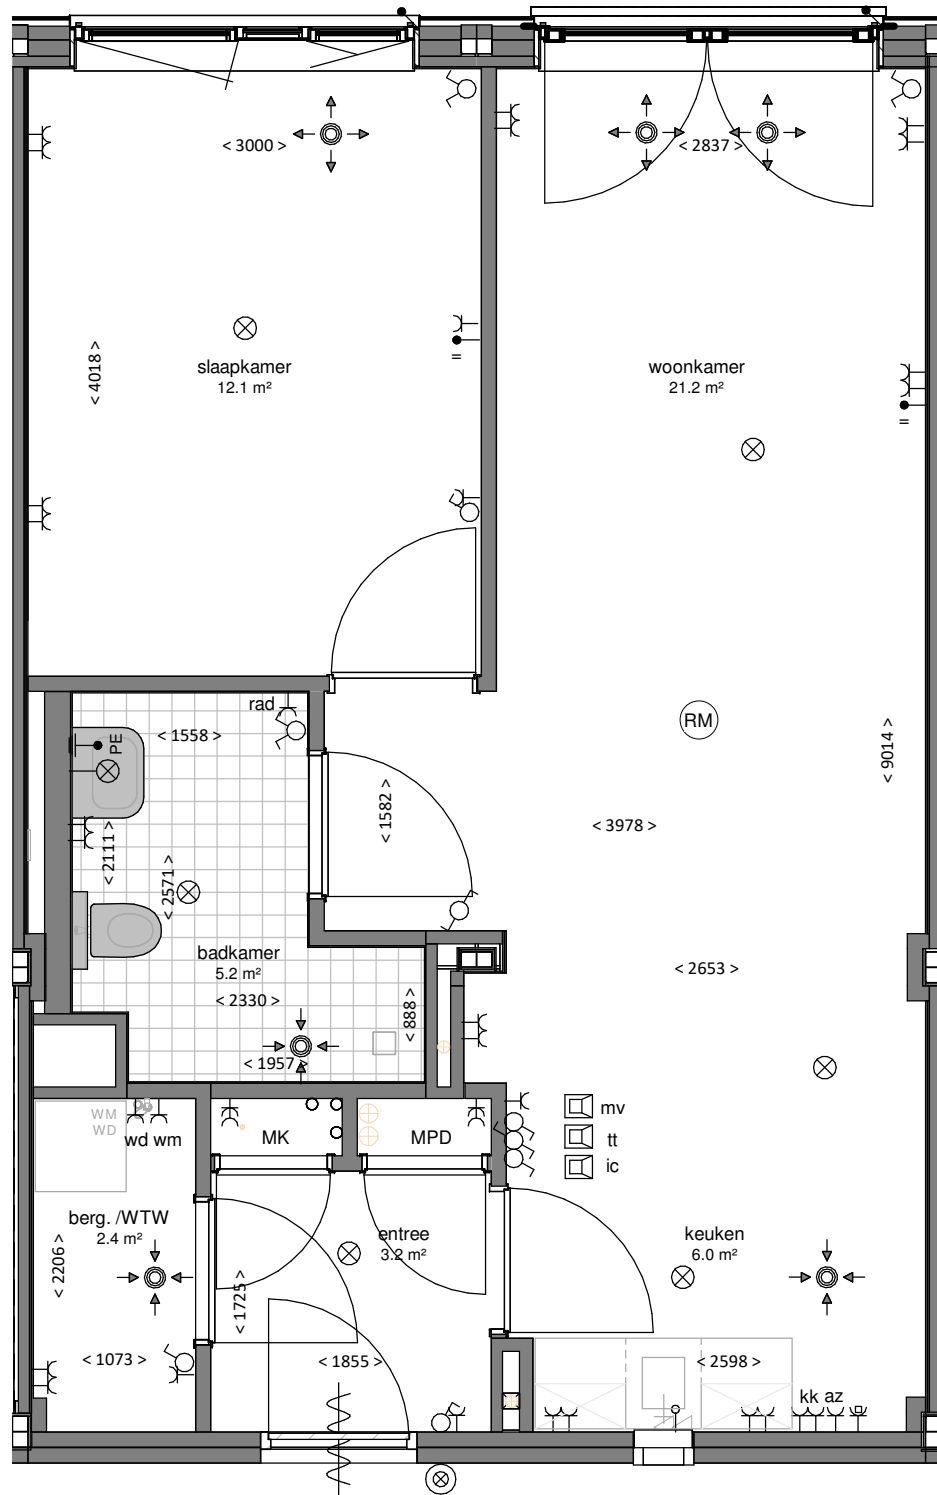 < 3000 >
< 2837 >
< 4018 >
slaapkamer
12.1 m²
woonkamer
21.2 m²
=
=
rad
PE
< 1558 >
RM
< 9014 >
< 1582 >
< 3978 >
< 2111 >
< 2571 >
badkamer
5.2 m²
< 2330 >
< 888 >
< 2653 >
< 1957 >
WM
WD
wd wm
MK
MPD
mv
tt
ic
berg. /WTW
2.4 m²
entree
3.2 m²
keuken
6.0 m²
< 2206 >
< 1725 >
< 1073 >
< 1855 >
< 2598 >
kk az